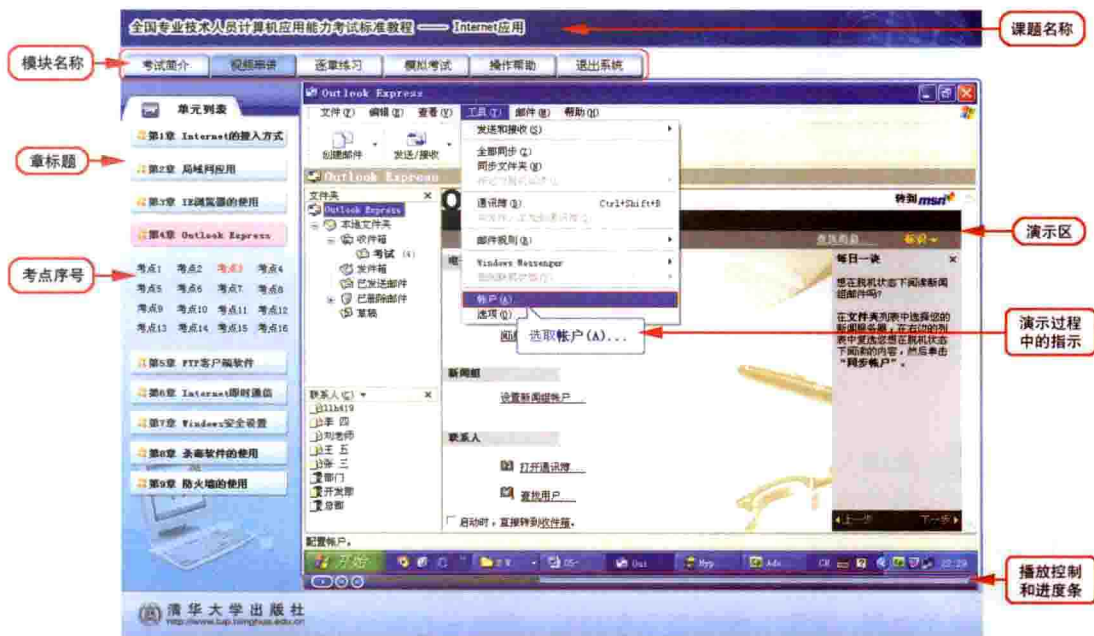 全国专业技术人员计算机应用能力考试标准教程 —— Internet应用
课题名称
模块名称
考试简介 视频串讲 逐章练习 模拟考试 操作帮助 退出系统
单元列表
章标题
第1章 Internet的接入方式
第2章 局域网应用
第3章 IE浏览器的使用
第4章 Outlook Express
考点序号
考点1 考点2 考点3 考点4
考点5 考点6 考点7 考点8
考点9 考点10 考点11 考点12
考点13 考点14 考点15 考点16
第5章 FTP客户端软件
第6章 Internet即时通信
第7章 Windows安全设置
第8章 杀毒软件的使用
第9章 防火墙的使用
Outlook Express
文件(F) 编辑(E) 查看(V) 工具(T) 邮件(M) 帮助(H)
创建邮件 发送/接收
发送和接收(S)
全部同步(Z)
同步文件夹(N)
通讯簿(B)... Ctrl+Shift+B
邮件规则(R)
Windows Messenger
帐户(A)...
选项(O)...
选取帐户(A)...
Outlook Express
文件夹 ×
Outlook Express
本地文件夹
收件箱
考试 (4)
发件箱
已发送邮件
已删除邮件
草稿
联系人(C) ×
llh419
李 四
刘老师
王 五
张 三
部门
开发部
总部
转到 msn
标识
新闻组
设置新闻组帐户...
联系人
打开通讯簿...
查找用户...
启动时，直接转到收件箱。
每日一诀 ×
想在脱机状态下阅读新闻组邮件吗?
在文件夹列表中选择您的
新闻服务器，在右边的列
表中复选您想在脱机状态
下阅读的内容，然后单击
“同步帐户”。
上一步 下一步
演示区
演示过程
中的指示
配置帐户。
开始
22:29
播放控制
和进度条
清华大学出版社
http://www.tup.tsinghua.edu.cn